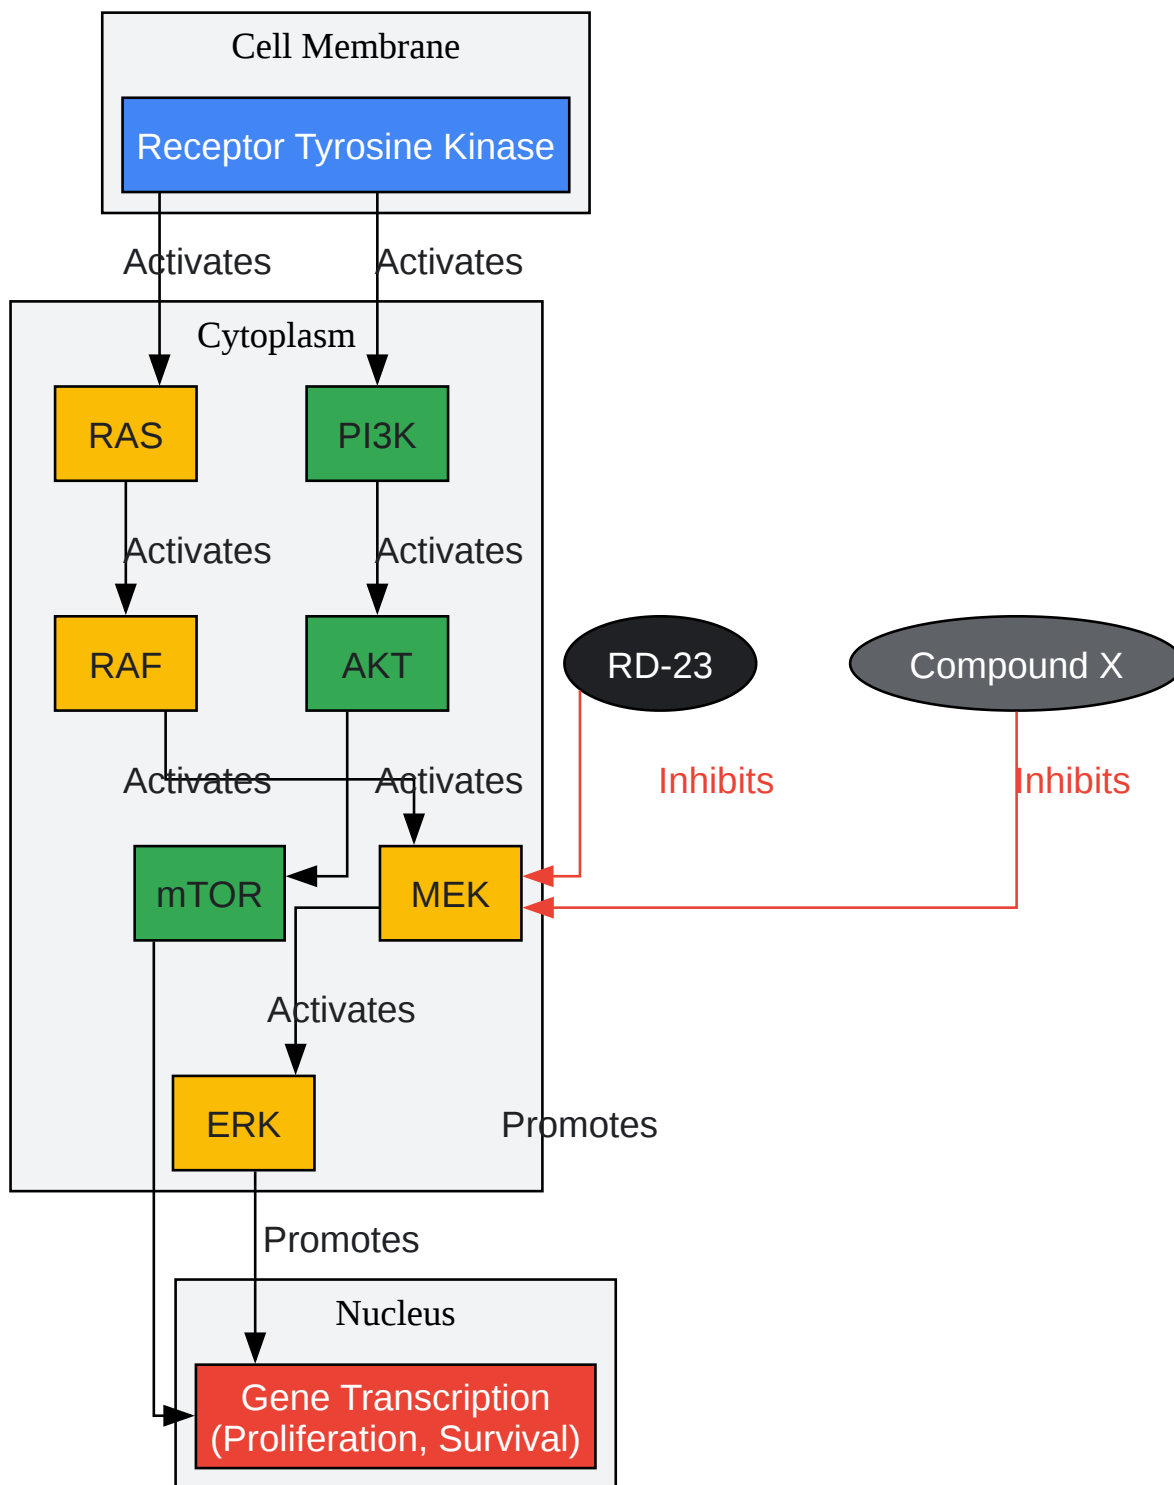 Cell Membrane
Receptor Tyrosine Kinase
Activates
Activates
Cytoplasm
RAS
PI3K
Activates
Activates
RAF
AKT
RD-23
Compound X
Activates
Activates
Inhibits
Inhibits
mTOR
MEK
Activates
ERK
Promotes
Promotes
Nucleus
Gene Transcription
(Proliferation, Survival)